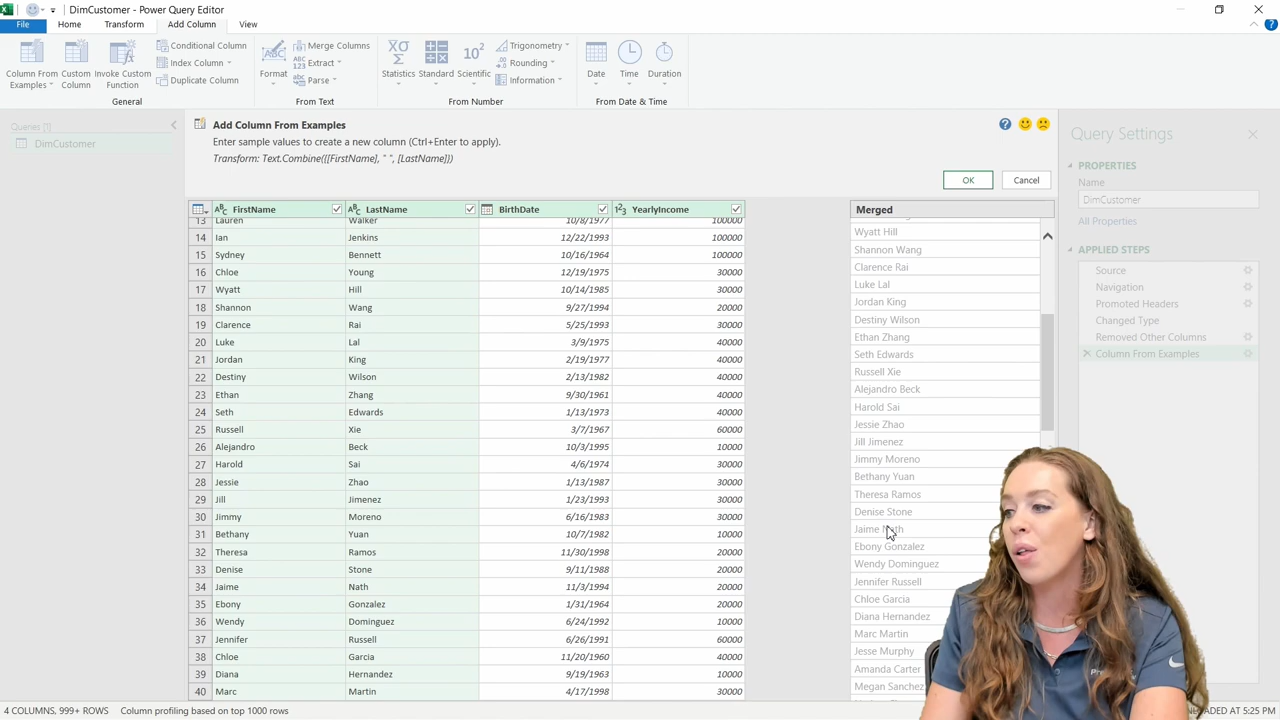 DimCustomer - Power Query Editor
File Home Transform Add Column View
Column From Examples
Custom Column
Invoke Custom Function
Conditional Column
Index Column
Duplicate Column
General
Format
Merge Columns
Extract
Parse
From Text
Statistics
Standard
Scientific
Trigonometry
Rounding
Information
From Number
Date
Time
Duration
From Date & Time
Queries [1]
DimCustomer
Add Column From Examples
Enter sample values to create a new column (Ctrl+Enter to apply).
Transform: Text.Combine({[FirstName], " ", [LastName]})
OK Cancel
FirstName LastName BirthDate YearlyIncome
13 Lauren Walker 10/8/1977 100000
14 Ian Jenkins 12/22/1993 100000
15 Sydney Bennett 10/16/1964 100000
16 Chloe Young 12/19/1975 30000
17 Wyatt Hill 10/14/1985 30000
18 Shannon Wang 9/27/1994 20000
19 Clarence Rai 5/25/1993 30000
20 Luke Lal 3/9/1975 40000
21 Jordan King 2/19/1977 40000
22 Destiny Wilson 2/13/1982 40000
23 Ethan Zhang 9/30/1961 40000
24 Seth Edwards 1/13/1973 40000
25 Russell Xie 3/7/1967 60000
26 Alejandro Beck 10/3/1995 10000
27 Harold Sai 4/6/1974 30000
28 Jessie Zhao 1/13/1987 30000
29 Jill Jimenez 1/23/1993 30000
30 Jimmy Moreno 6/16/1983 30000
31 Bethany Yuan 10/7/1982 10000
32 Theresa Ramos 11/30/1998 20000
33 Denise Stone 9/11/1988 20000
34 Jaime Nath 11/3/1994 20000
35 Ebony Gonzalez 1/31/1964 20000
36 Wendy Dominguez 6/24/1992 10000
37 Jennifer Russell 6/26/1991 60000
38 Chloe Garcia 11/20/1960 40000
39 Diana Hernandez 9/19/1963 10000
40 Marc Martin 4/17/1998 30000
Merged
Wyatt Hill
Shannon Wang
Clarence Rai
Luke Lal
Jordan King
Destiny Wilson
Ethan Zhang
Seth Edwards
Russell Xie
Alejandro Beck
Harold Sai
Jessie Zhao
Jill Jimenez
Jimmy Moreno
Bethany Yuan
Theresa Ramos
Denise Stone
Jaime Nath
Ebony Gonzalez
Wendy Dominguez
Jennifer Russell
Chloe Garcia
Diana Hernandez
Marc Martin
Jesse Murphy
Amanda Carter
Megan Sanchez
Query Settings
PROPERTIES
Name
DimCustomer
All Properties
APPLIED STEPS
Source
Navigation
Promoted Headers
Changed Type
Removed Other Columns
Column From Examples
4 COLUMNS, 999+ ROWS Column profiling based on top 1000 rows
AT 5:25 PM